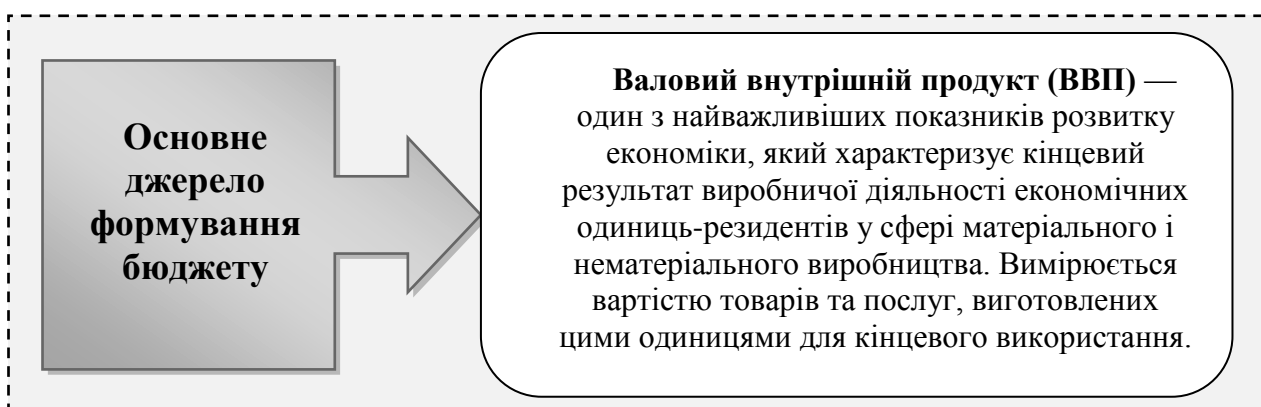 Основне
джерело
формування
бюджету
Валовий внутрішній продукт (ВВП) —
один з найважливіших показників розвитку
економіки, який характеризує кінцевий
результат виробничої діяльності економічних
одиниць-резидентів у сфері матеріального і
нематеріального виробництва. Вимірюється
вартістю товарів та послуг, виготовлених
цими одиницями для кінцевого використання.